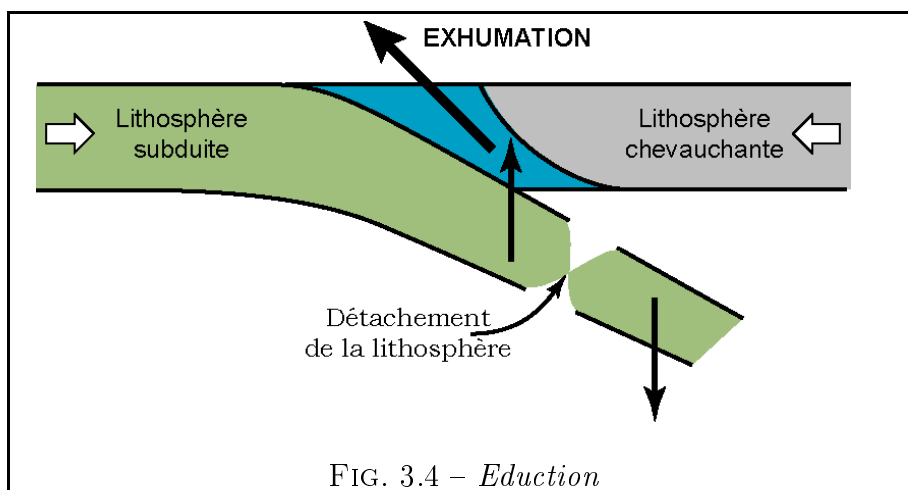 EXHUMATION
Lithosphère
subduite
Lithosphère
chevauchante
Détachement
de la lithosphère
FIG. 3.4 – Eduction